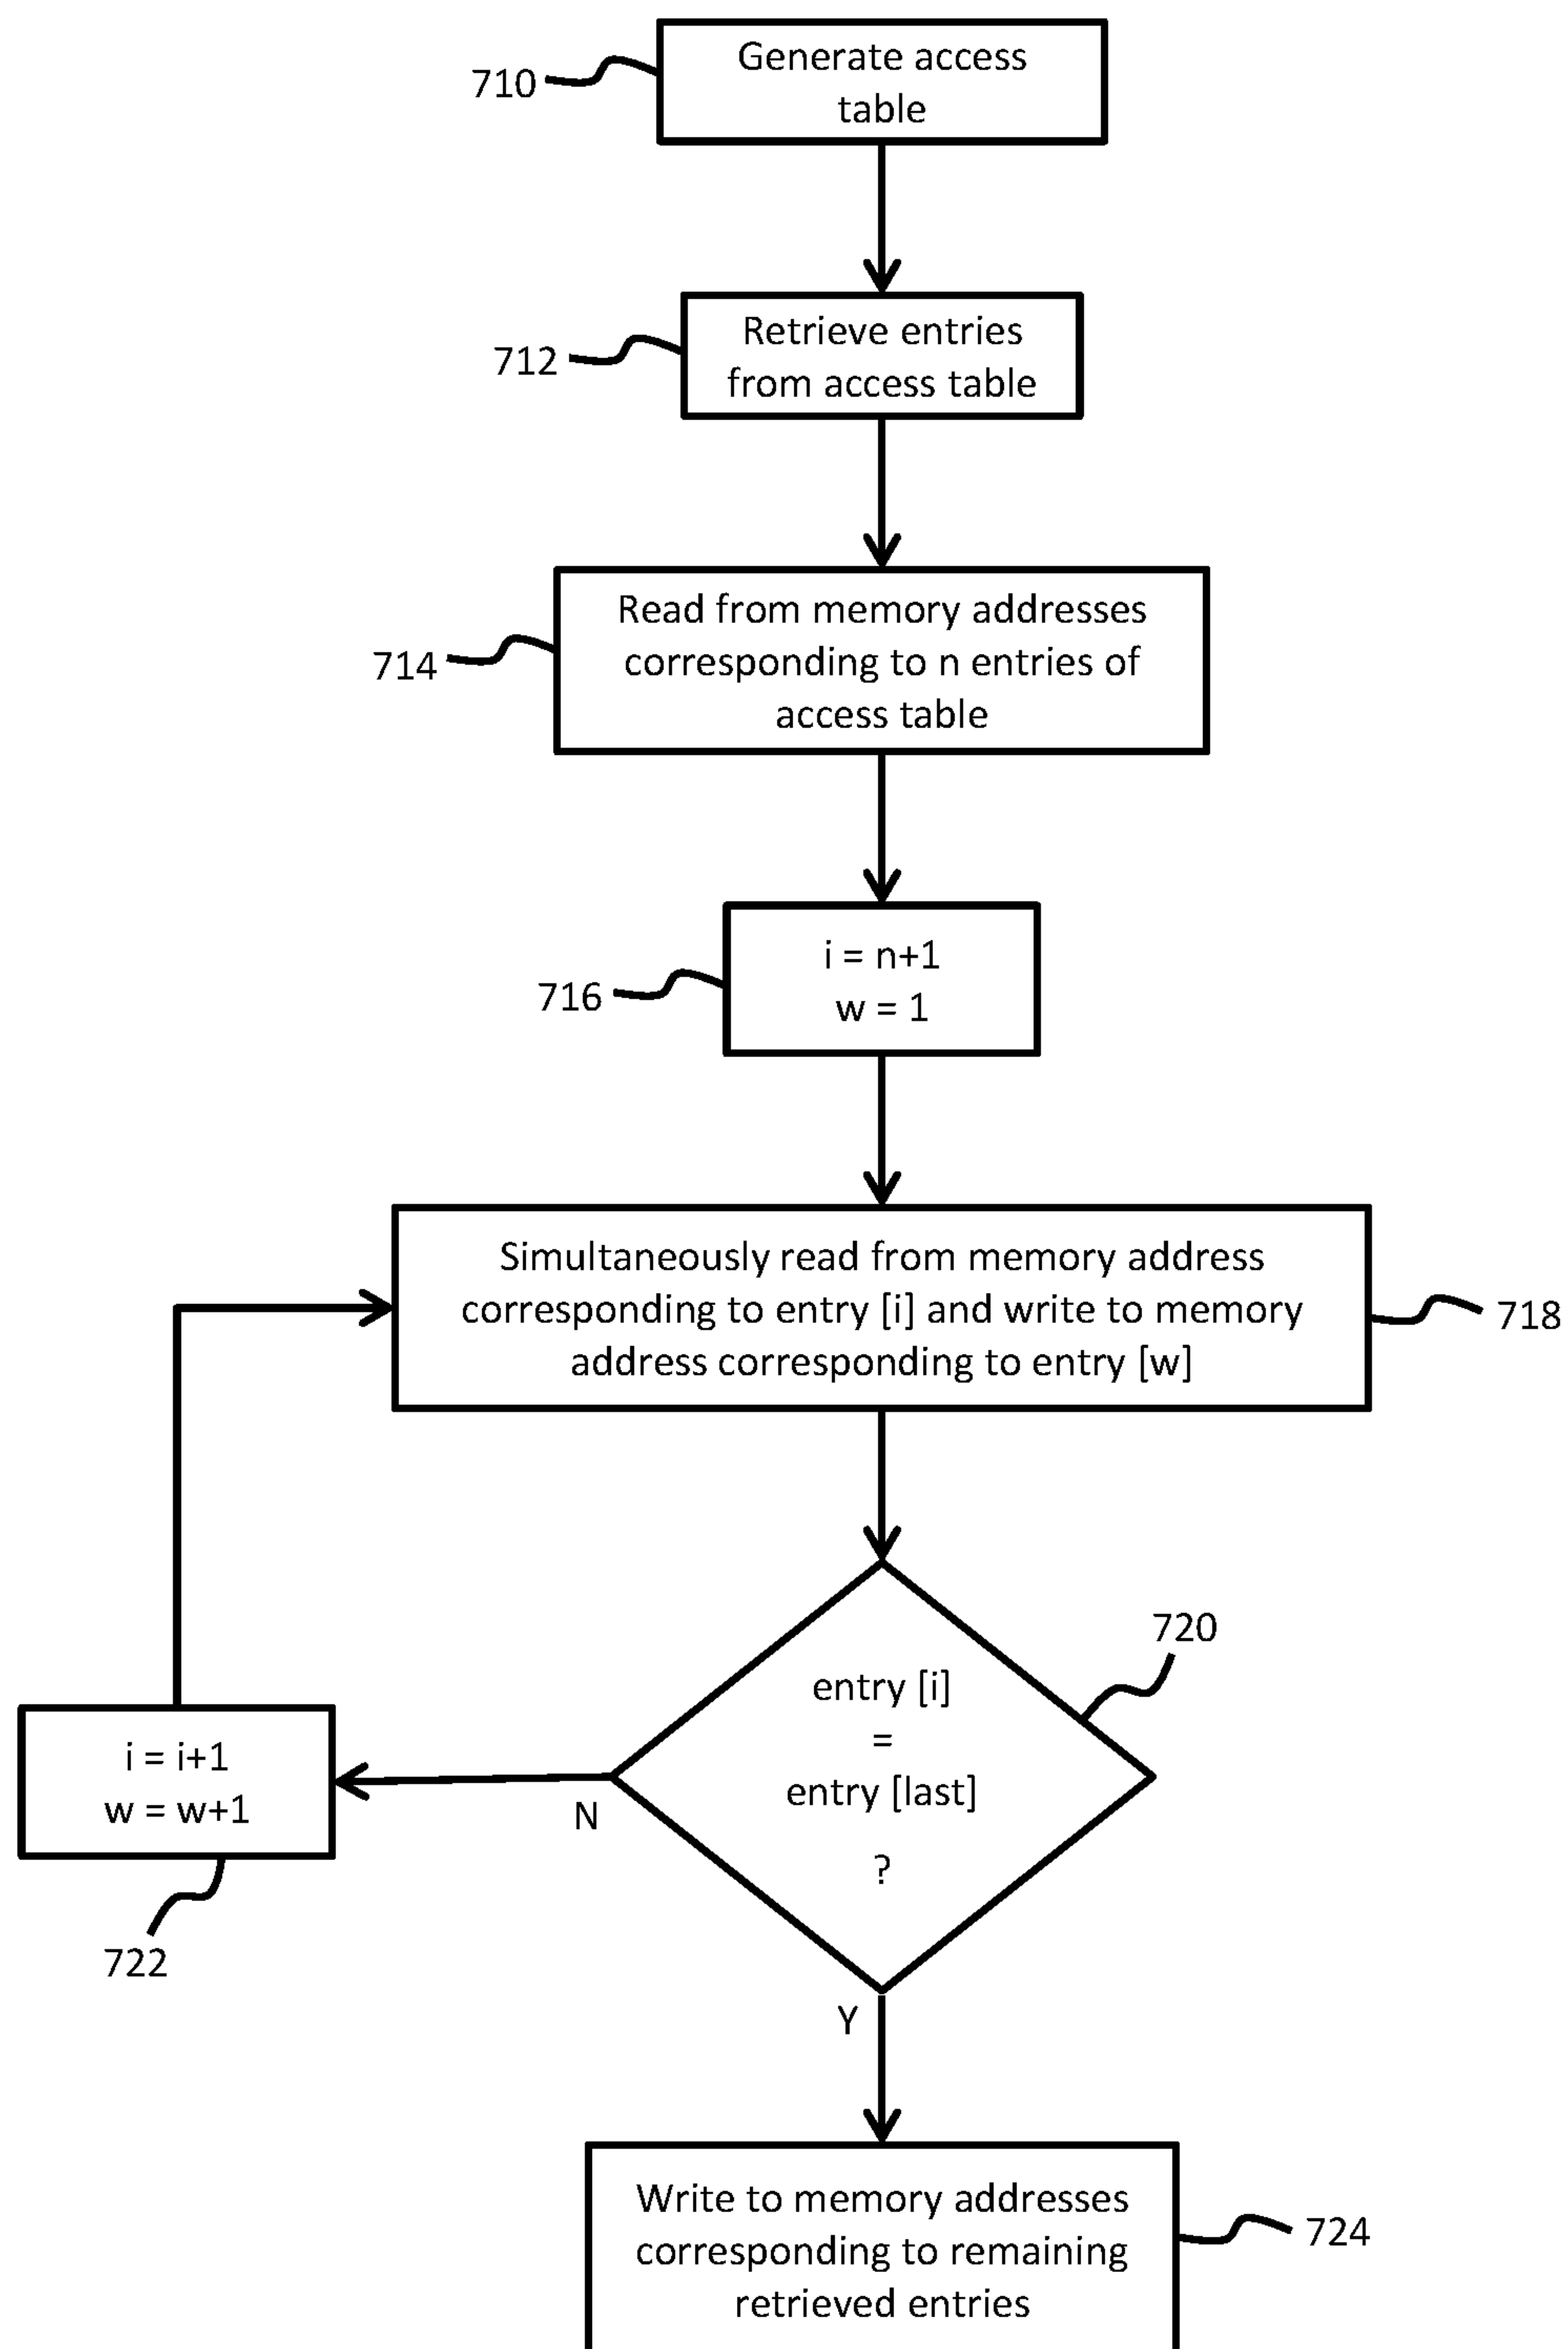 Generate access
table
710
Retrieve entries
from access table
712
Read from memory addresses
corresponding to n entries of
access table
714
i = n+1
w = 1
716
Simultaneously read from memory address
corresponding to entry [i] and write to memory
address corresponding to entry [w]
718
entry [i]
=
entry [last]
?
720
N
i = i+1
w = w+1
722
Y
Write to memory addresses
corresponding to remaining
retrieved entries
724